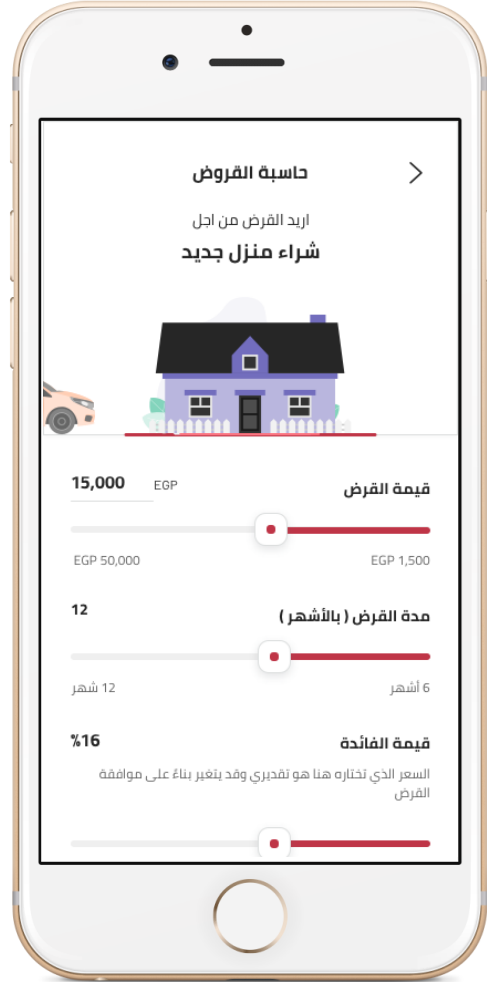 حاسبة القروض
اريد القرض من اجل
شراء منزل جديد
قيمة القرض
15,000 EGP
EGP 1,500
EGP 50,000
مدة القرض ( بالأشهر )
12
6 أشهر
12 شهر
قيمة الفائدة
%16
السعر الذي تختاره هنا هو تقديري وقد يتغير بناءً على موافقة
القرض